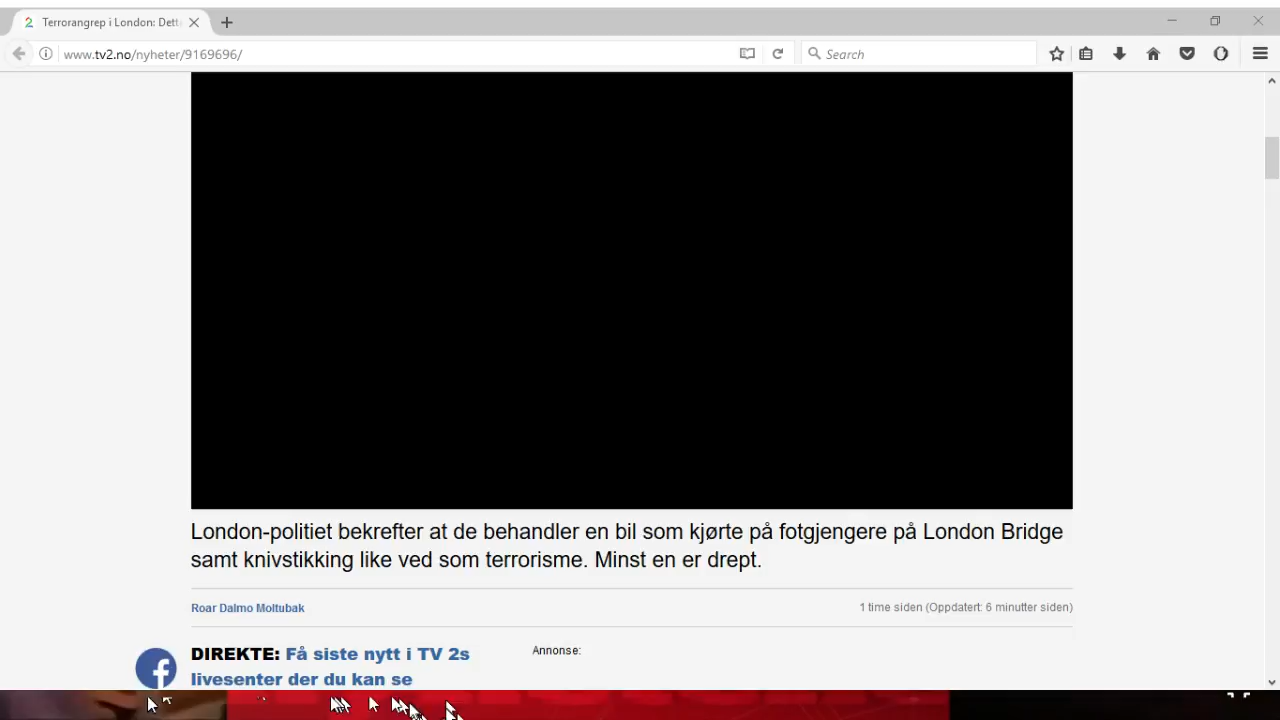 2 Terrorangrep i London: Dett
www.tv2.no/nyheter/9169696/
Search
London-politiet bekrefter at de behandler en bil som kjørte på fotgjengere på London Bridge
samt knivstikking like ved som terrorisme. Minst en er drept.
Roar Dalmo Moltubak
1 time siden (Oppdatert: 6 minutter siden)
DIREKTE: Få siste nytt i TV 2s
livesenter der du kan se
Annonse: